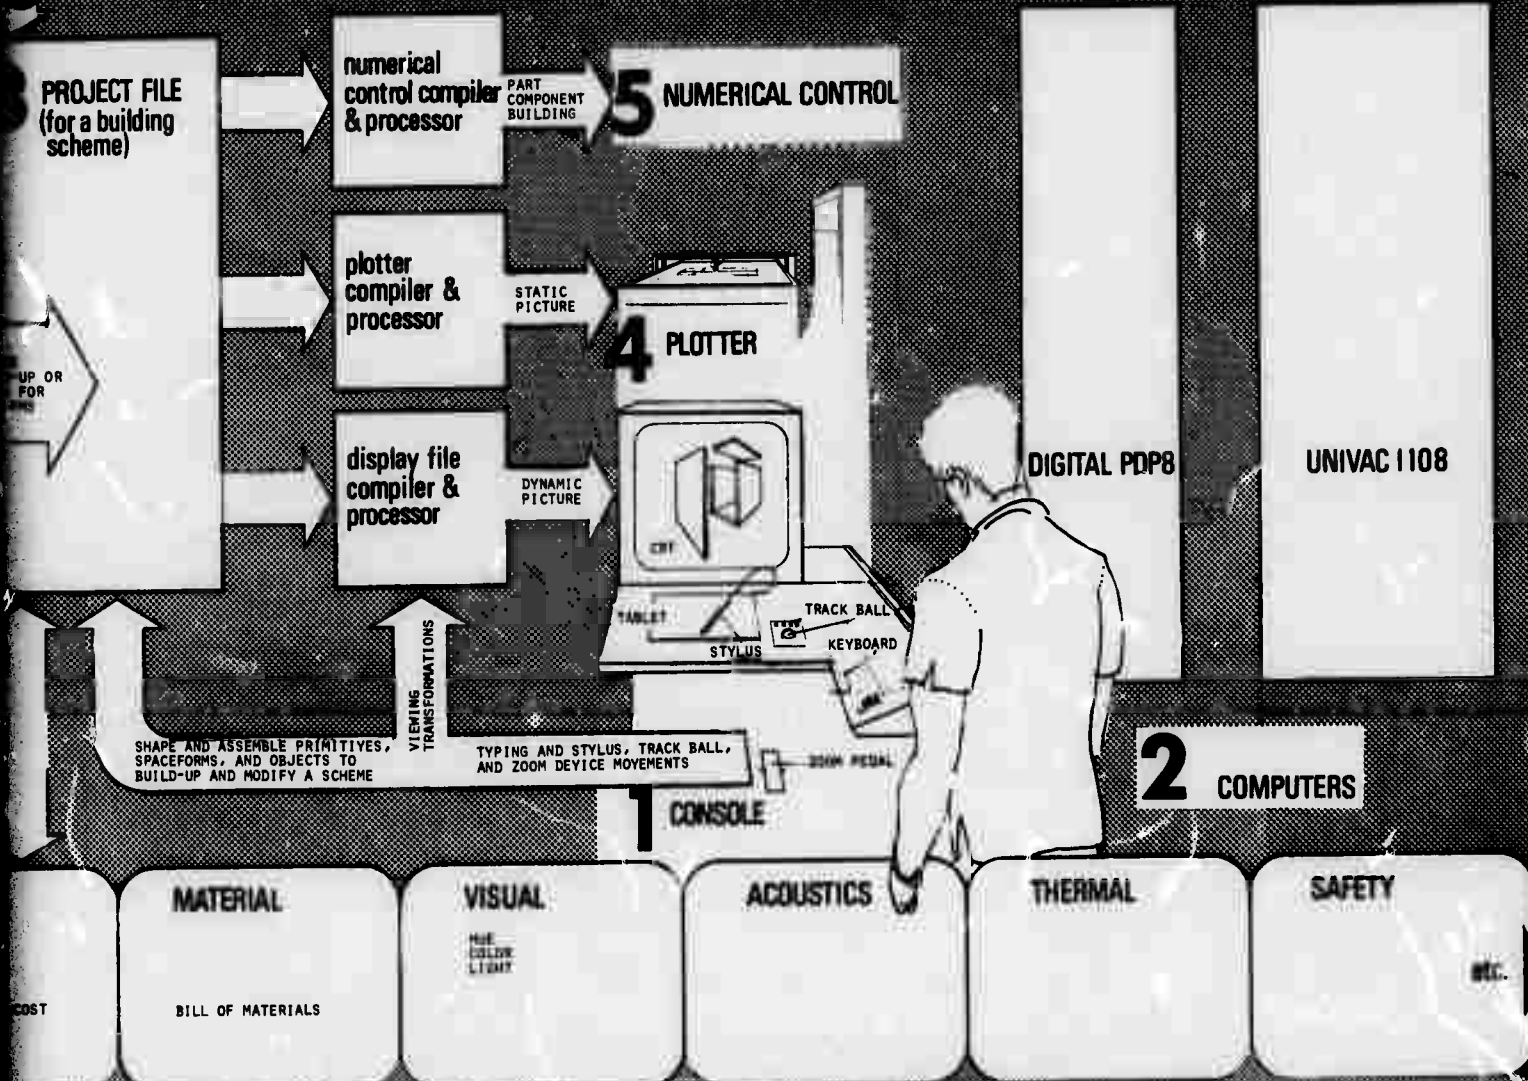 PROJECT FILE
(for a building
scheme)
numerical
control compiler
& processor
PART
COMPONENT
BUILDING
5 NUMERICAL CONTROL
plotter
compiler &
processor
STATIC
PICTURE
4 PLOTTER
-UP OR
FOR
display file
compiler &
processor
DYNAMIC
PICTURE
CRT
DIGITAL PDP8
UNIVAC 1108
TABLET
STYLUS
TRACK BALL
KEYBOARD
VIEWING
TRANSFORMATIONS
SHAPE AND ASSEMBLE PRIMITIVES,
SPACEFORMS, AND OBJECTS TO
BUILD-UP AND MODIFY A SCHEME
TYPING AND STYLUS, TRACK BALL,
AND ZOOM DEVICE MOVEMENTS
ZOOM PEDAL
1 CONSOLE
2 COMPUTERS
MATERIAL
VISUAL
ACOUSTICS
THERMAL
SAFETY
HUE
COLOR
LIGHT
etc.
COST
BILL OF MATERIALS